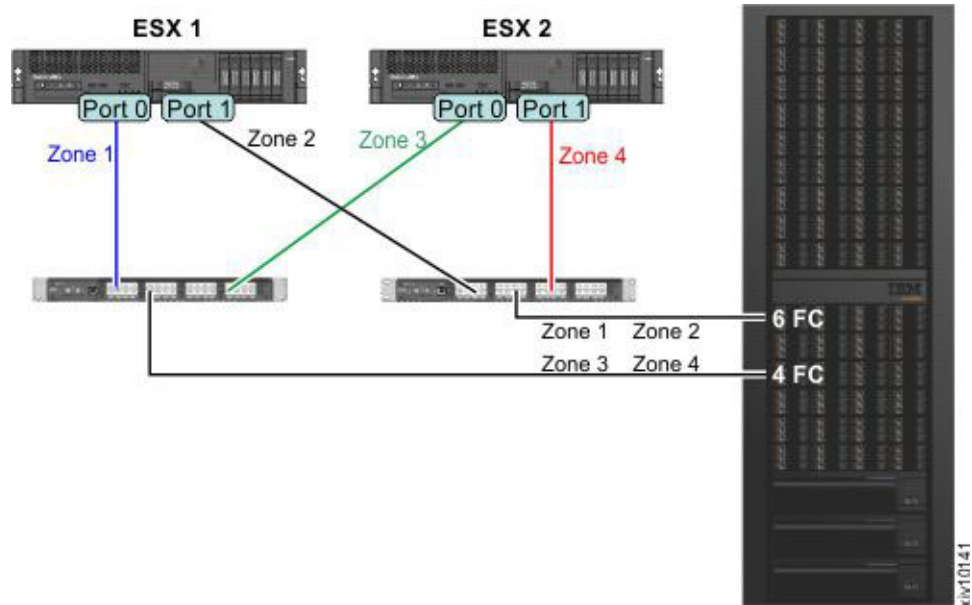 ESX 1
ESX 2
Port 0
Port 1
Port 0
Port 1
Zone 1
Zone 2
Zone 3
Zone 4
IBM
6 FC
Zone 1 Zone 2
Zone 3 Zone 4
4 FC
xiv10141